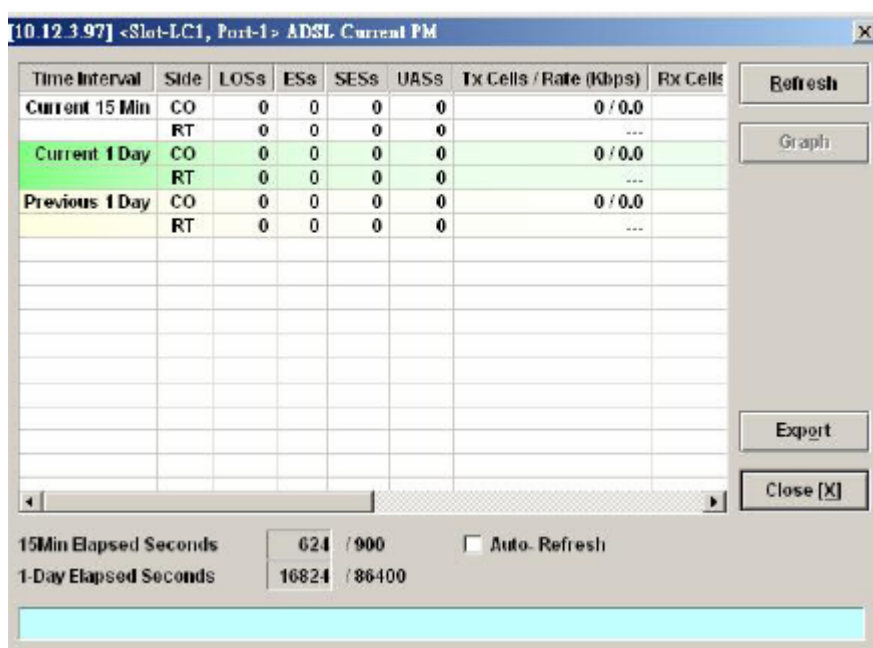 [10.12.3.97] <Slot-LC1, Port-1> ADSL Current PM
Time Interval Side LOSs ESs SESs UASs Tx Cells / Rate (Kbps) Rx Cells
Current 15 Min CO 0 0 0 0 0 / 0.0
RT 0 0 0 0 ---
Current 1 Day CO 0 0 0 0 0 / 0.0
RT 0 0 0 0 ---
Previous 1 Day CO 0 0 0 0 0 / 0.0
RT 0 0 0 0 ---
Refresh
Graph
Export
Close [X]
15Min Elapsed Seconds 624 / 900 Auto- Refresh
1-Day Elapsed Seconds 16824 / 86400